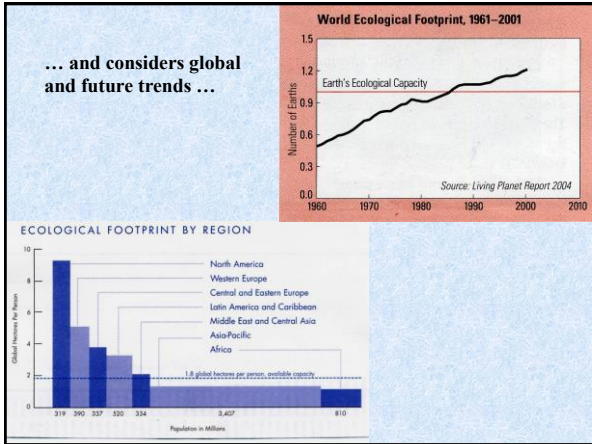 … and considers global
and future trends …
World Ecological Footprint, 1961–2001
Number of Earths
1.5
1.2
0.9
0.6
0.3
0.0
Earth's Ecological Capacity
Source: Living Planet Report 2004
1960 1970 1980 1990 2000 2010
ECOLOGICAL FOOTPRINT BY REGION
Global Hectares Per Person
10
8
6
4
2
0
North America
Western Europe
Central and Eastern Europe
Latin America and Caribbean
Middle East and Central Asia
Asia-Pacific
Africa
1.8 global hectares per person, available capacity
319 390 337 520 334 3,407 810
Population in Millions